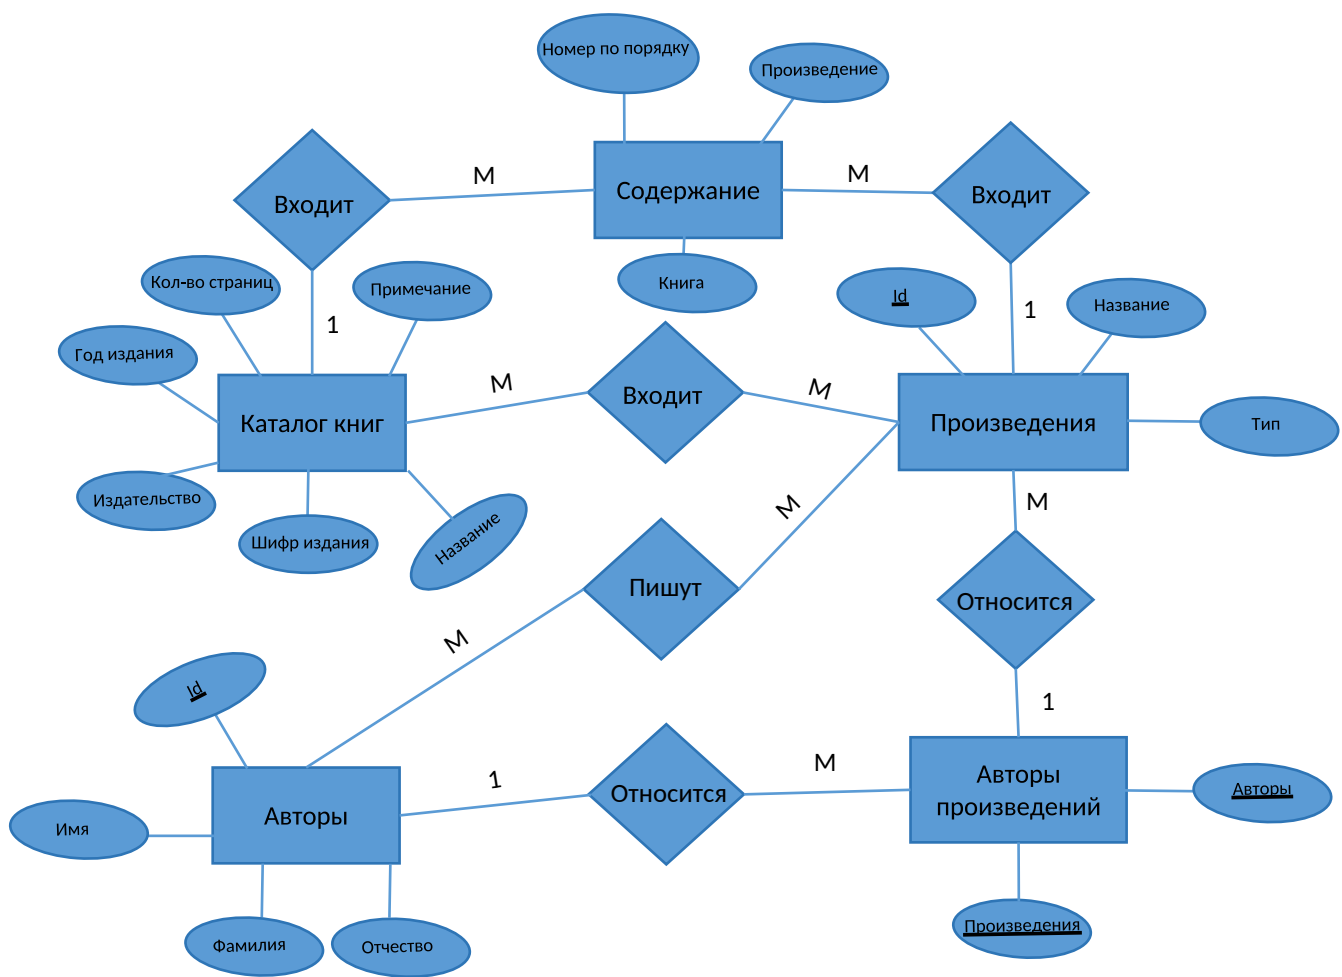 Номер по порядку
Произведение
М
М
Содержание
Входит
Входит
Кол-во страниц
Примечание
Книга
Id
Название
1
1
Год издания
М
М
Входит
Каталог книг
Произведения
Тип
Издательство
Шифр издания
Название
М
М
Пишут
Относится
М
Id
1
М
1
Относится
Авторы
произведений
Авторы
Авторы
Имя
Фамилия
Отчество
Произведения